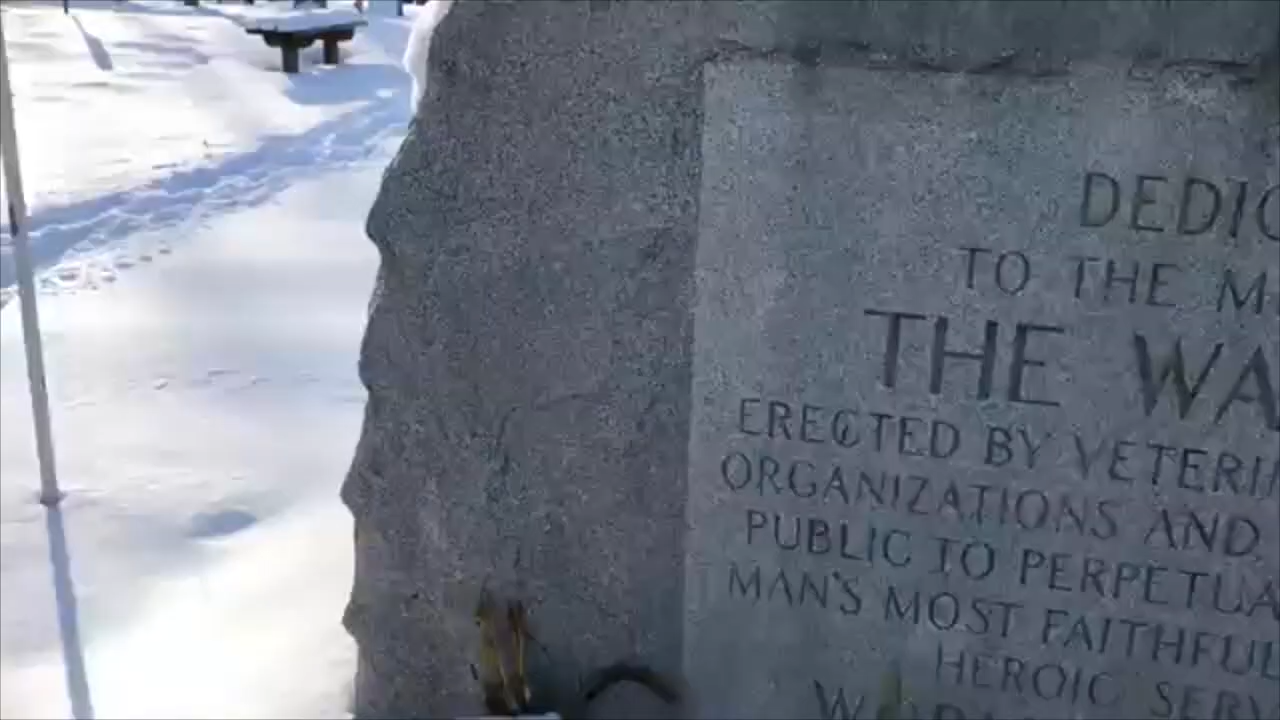 DEDIC
TO THE M
THE WA
ERECTED BY VETERI
ORGANIZATIONS AND
PUBLIC TO PERPETUA
MAN'S MOST FAITHFUL
HEROIC SERV